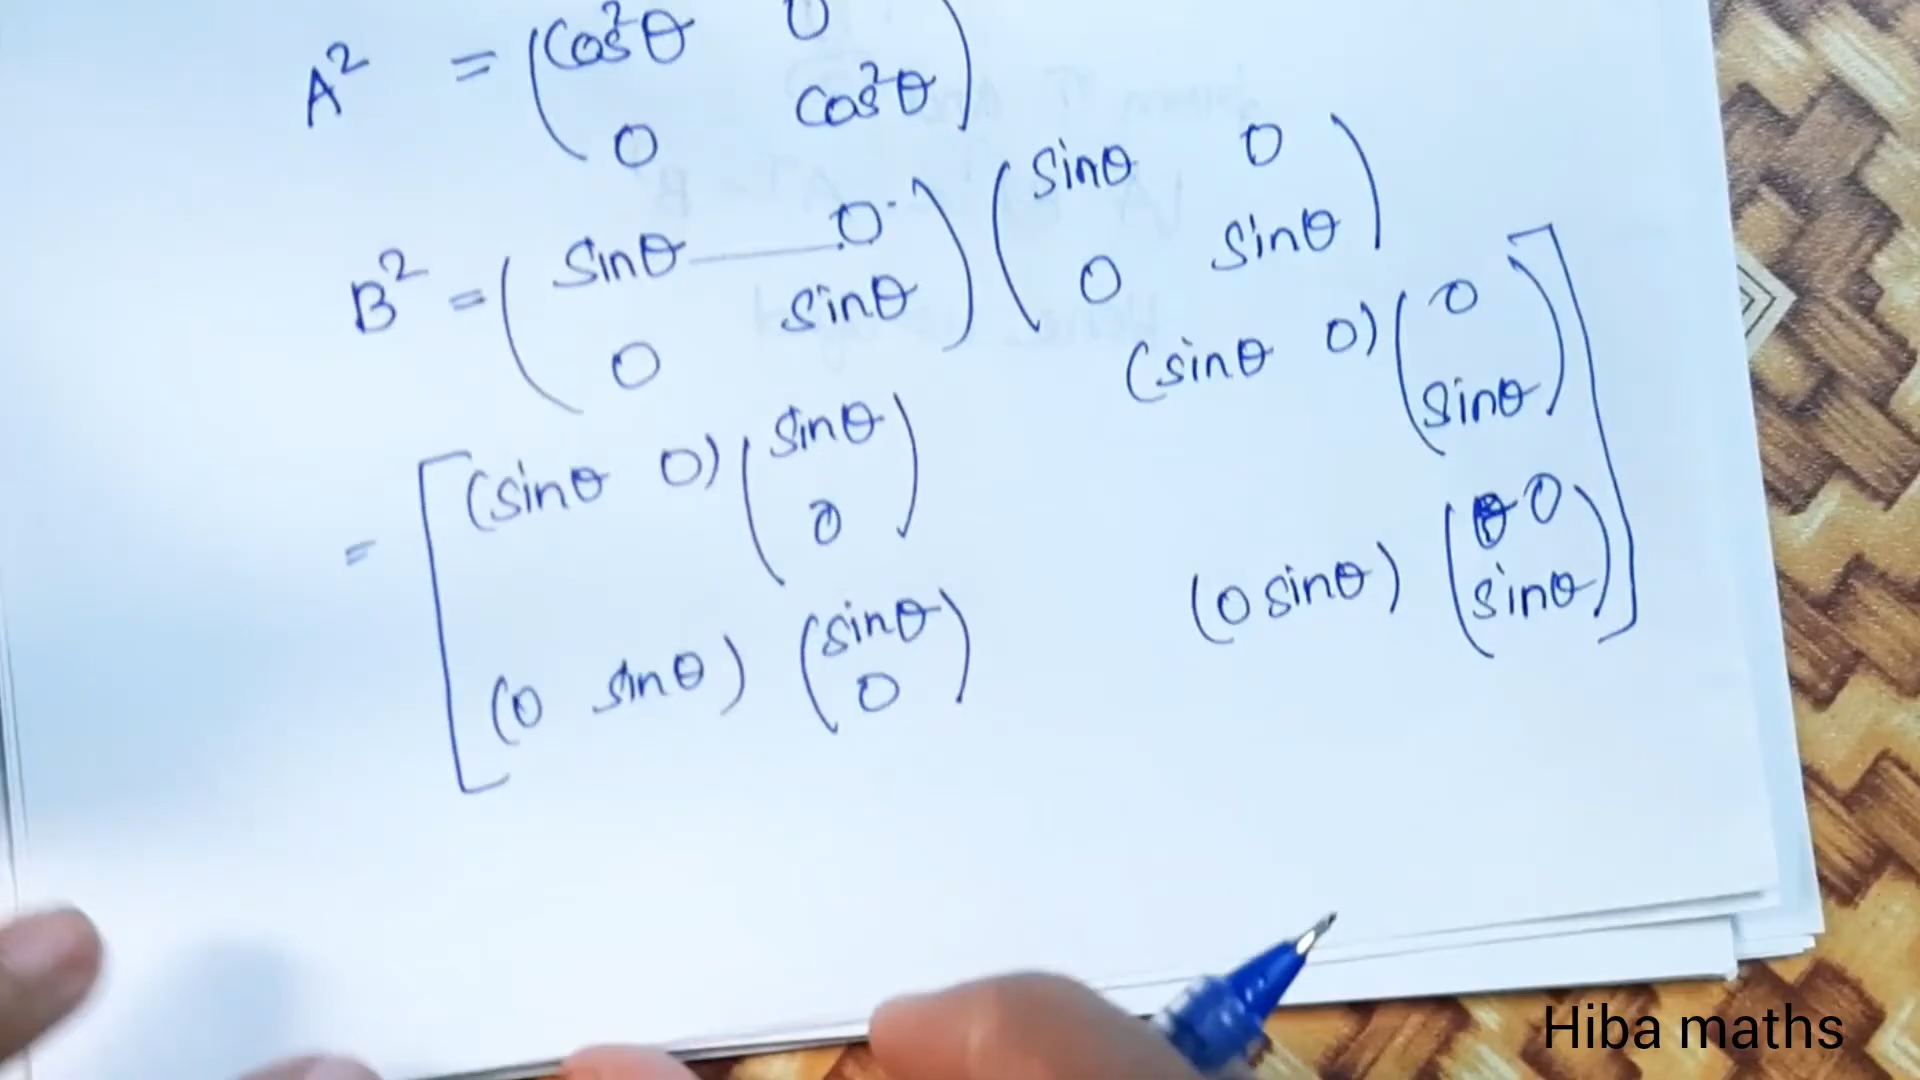 A² = (cos²θ 0
0 cos²θ)
B² = (sinθ 0
0 sinθ) (sinθ 0
0 sinθ)
= [(sinθ 0) (sinθ
0) (sinθ 0) (0
sinθ)
(0 sinθ) (sinθ
0) (0 sinθ) (0
sinθ)]
Hiba maths